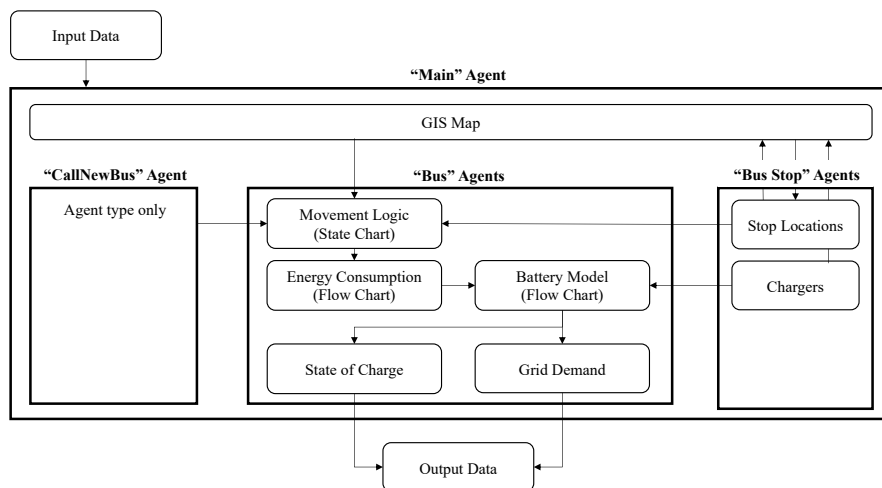 Input Data
“Main” Agent
GIS Map
“CallNewBus” Agent
Agent type only
“Bus” Agents
Movement Logic
(State Chart)
Energy Consumption
(Flow Chart)
Battery Model
(Flow Chart)
State of Charge
Grid Demand
“Bus Stop” Agents
Stop Locations
Chargers
Output Data